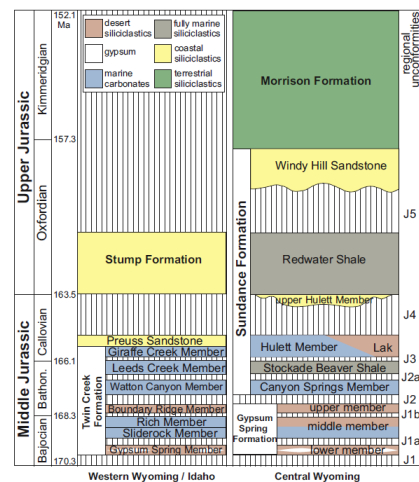 152.1
Ma
157.3
163.5
166.1
168.3
170.3
Upper Jurassic
Middle Jurassic
Kimmeridgian
Oxfordian
Callovian
Bathon.
Bajocian
desert
siliciclastics
gypsum
marine
carbonates
fully marine
siliciclastics
coastal
siliciclastics
terrestrial
siliciclastics
Stump Formation
Preuss Sandstone
Giraffe Creek Member
Leeds Creek Member
Watton Canyon Member
Boundary Ridge Member
Rich Member
Sliderock Member
Gypsum Spring Member
Twin Creek
Formation
Western Wyoming / Idaho
Morrison Formation
Windy Hill Sandstone
Redwater Shale
upper Hulett Member
Hulett Member
Lak
Stockade Beaver Shale
Canyon Springs Member
upper member
middle member
lower member
Sundance Formation
Gypsum
Spring
Formation
Central Wyoming
regional
unconformities
J5
J4
J3
J2a
J2
J1b
J1a
J1